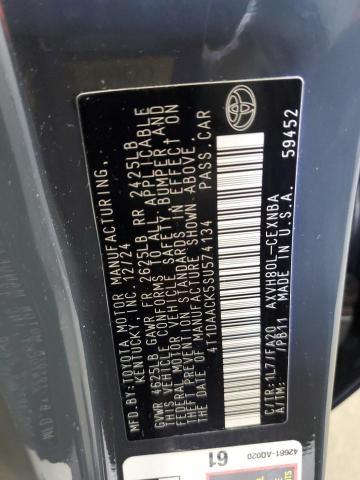 MFD.BY:TOYOTA MOTOR MANUFACTURING,
KENTUCKY, INC. 12/24
GVWR 4625LB GAWR FR 2625LB RR 2425LB
THIS VEHICLE CONFORMS TO ALL APPLICABLE
FEDERAL MOTOR VEHICLE SAFETY, BUMPER, AND
THEFT PREVENTION STANDARDS IN EFFECT ON
THE DATE OF MANUFACTURE SHOWN ABOVE.
4T1DAACK5SU574134 PASS.CAR
C/TR:1L7/FA20 AXVH80L-CEXNBA
A/TM: /PB11 MADE IN U.S.A.
59452
42661-AQ020
61